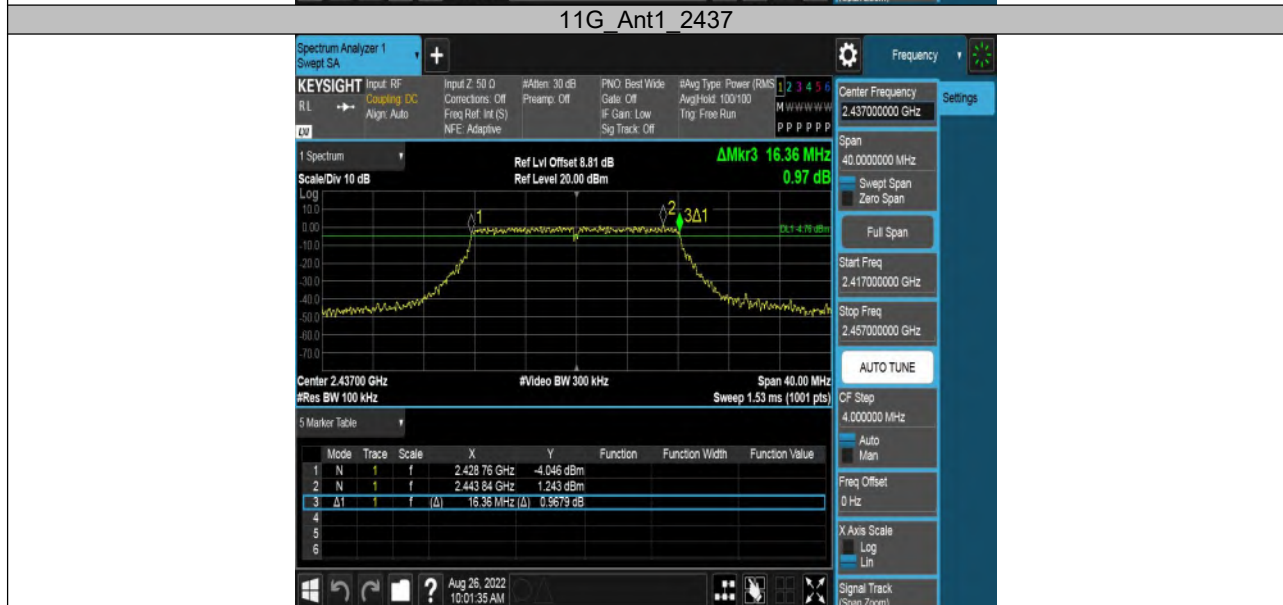 11G_Ant1_2437
Spectrum Analyzer 1
Swept SA
+
Frequency
KEYSIGHT
RL
LXI
Input: RF
Coupling: DC
Align: Auto
Input Z: 50 Ω
Corrections: Off
Freq Ref: Int (S)
NFE: Adaptive
#Atten: 30 dB
Preamp: Off
PNO: Best Wide
Gate: Off
IF Gain: Low
Sig Track: Off
#Avg Type: Power (RMS
Avg|Hold: 100/100
Trig: Free Run
1 2 3 4 5 6
M W W W W W
P P P P P P
Center Frequency
2.437000000 GHz
Settings
Span
40.0000000 MHz
Swept Span
Zero Span
Full Span
Start Freq
2.417000000 GHz
Stop Freq
2.457000000 GHz
AUTO TUNE
CF Step
4.000000 MHz
Auto
Man
Freq Offset
0 Hz
X Axis Scale
Log
Lin
Signal Track
(Span Zoom)
1 Spectrum
Scale/Div 10 dB
Ref Lvl Offset 8.81 dB
Ref Level 20.00 dBm
ΔMkr3 16.36 MHz
0.97 dB
Log
10.0
0.00
-10.0
-20.0
-30.0
-40.0
-50.0
-60.0
-70.0
1
2
3Δ1
DL1 -4.76 dBm
Center 2.43700 GHz
#Video BW 300 kHz
Span 40.00 MHz
#Res BW 100 kHz
Sweep 1.53 ms (1001 pts)
5 Marker Table
Mode Trace Scale X Y Function Function Width Function Value
1 N 1 f 2.428 76 GHz -4.046 dBm
2 N 1 f 2.443 84 GHz 1.243 dBm
3 Δ1 1 f (Δ) 16.36 MHz (Δ) 0.9679 dB
4
5
6
?
Aug 26, 2022
10:01:35 AM